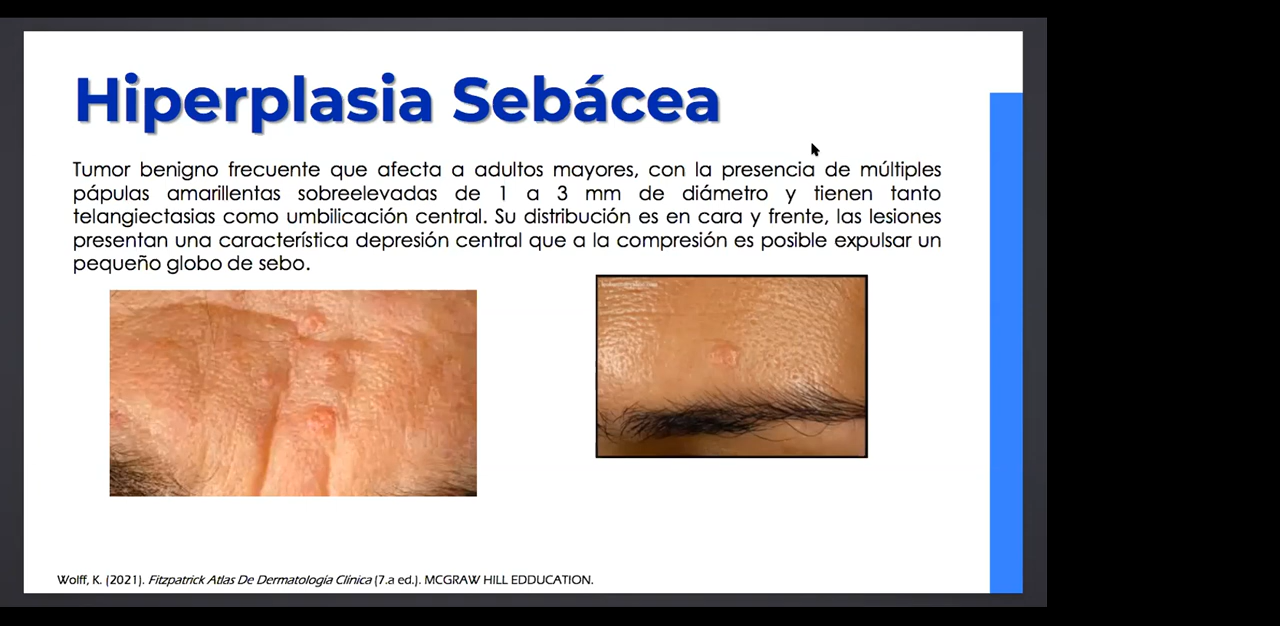 Hiperplasia Sebácea
Tumor benigno frecuente que afecta a adultos mayores, con la presencia de múltiples
pápulas amarillentas sobreelevadas de 1 a 3 mm de diámetro y tienen tanto
telangiectasias como umbilicación central. Su distribución es en cara y frente, las lesiones
presentan una característica depresión central que a la compresión es posible expulsar un
pequeño globo de sebo.
Wolff, K. (2021). Fitzpatrick Atlas De Dermatología Clínica (7.a ed.). MCGRAW HILL EDDUCATION.